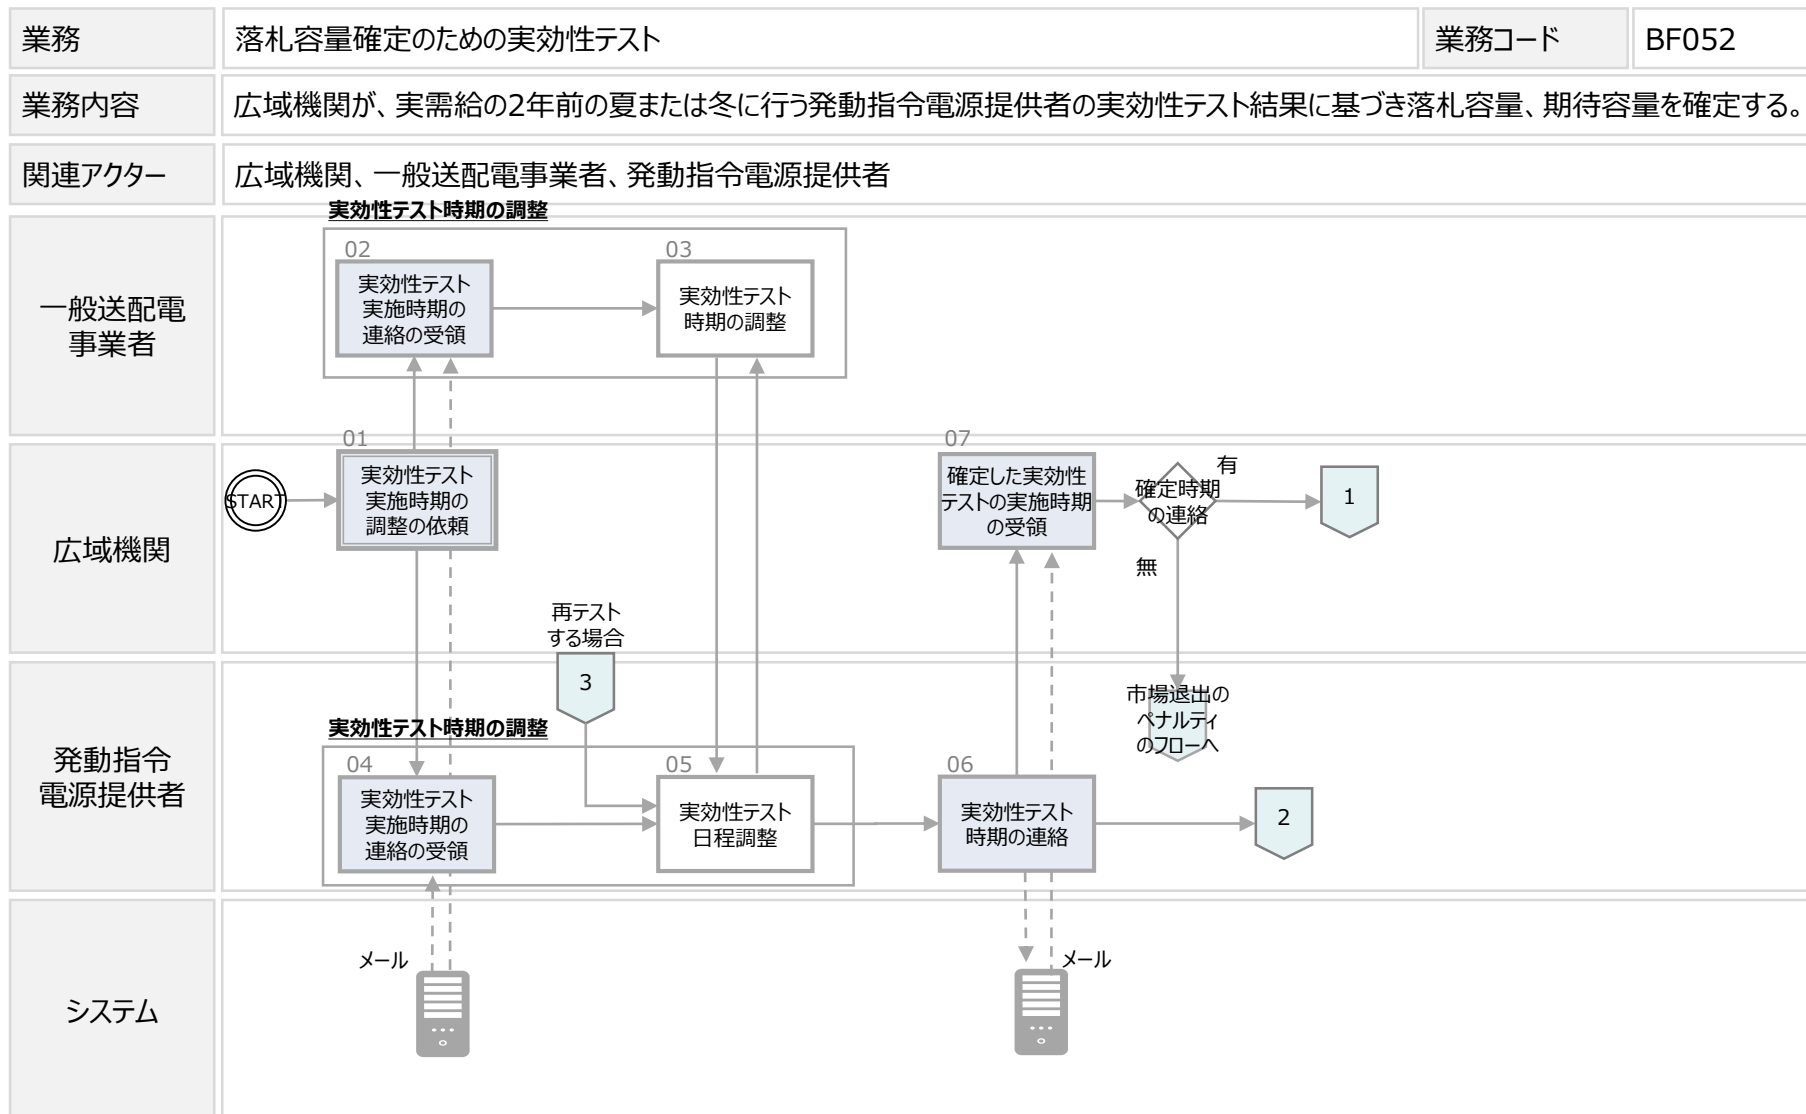 業務
落札容量確定のための実効性テスト
業務コード
BF052
業務内容
広域機関が、実需給の2年前の夏または冬に行う発動指令電源提供者の実効性テスト結果に基づき落札容量、期待容量を確定する。
関連アクター
広域機関、一般送配電事業者、発動指令電源提供者
実効性テスト時期の調整
一般送配電
事業者
02
実効性テスト
実施時期の
連絡の受領
03
実効性テスト
時期の調整
広域機関
START
01
実効性テスト
実施時期の
調整の依頼
07
確定した実効性
テストの実施時期
の受領
確定時期
の連絡
有
1
無
再テスト
する場合
3
市場退出の
ペナルティ
のフローへ
発動指令
電源提供者
実効性テスト時期の調整
04
実効性テスト
実施時期の
連絡の受領
05
実効性テスト
日程調整
06
実効性テスト
時期の連絡
2
システム
メール
メール